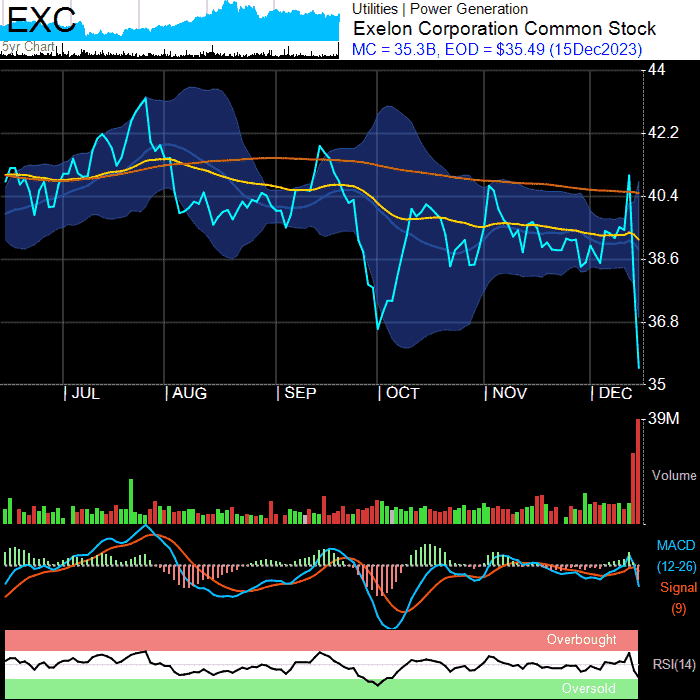 EXC
5yr Chart
Utilities | Power Generation
Exelon Corporation Common Stock
MC = 35.3B, EOD = $35.49 (15Dec2023)
44
42.2
40.4
38.6
36.8
35
| JUL | AUG | SEP | OCT | NOV | DEC
39M
Volume
MACD
(12-26)
Signal
(9)
Overbought
RSI(14)
Oversold